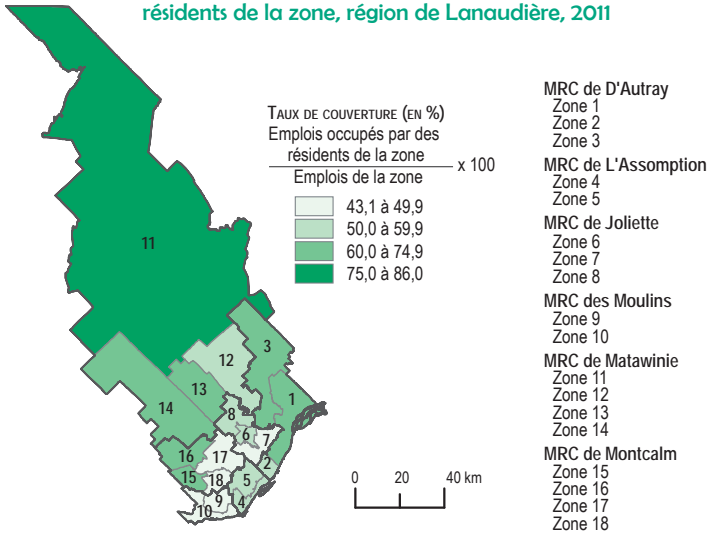 résidents de la zone, région de Lanaudière, 2011
TAUX DE COUVERTURE (EN %)
Emplois occupés par des
résidents de la zone
x 100
Emplois de la zone
43,1 à 49,9
50,0 à 59,9
60,0 à 74,9
75,0 à 86,0
MRC de D'Autray
Zone 1
Zone 2
Zone 3
MRC de L'Assomption
Zone 4
Zone 5
MRC de Joliette
Zone 6
Zone 7
Zone 8
MRC des Moulins
Zone 9
Zone 10
MRC de Matawinie
Zone 11
Zone 12
Zone 13
Zone 14
MRC de Montcalm
Zone 15
Zone 16
Zone 17
Zone 18
11
3
12
13
1
14
8
6
7
16
17
2
15
18
5
9
4
10
0 20 40 km